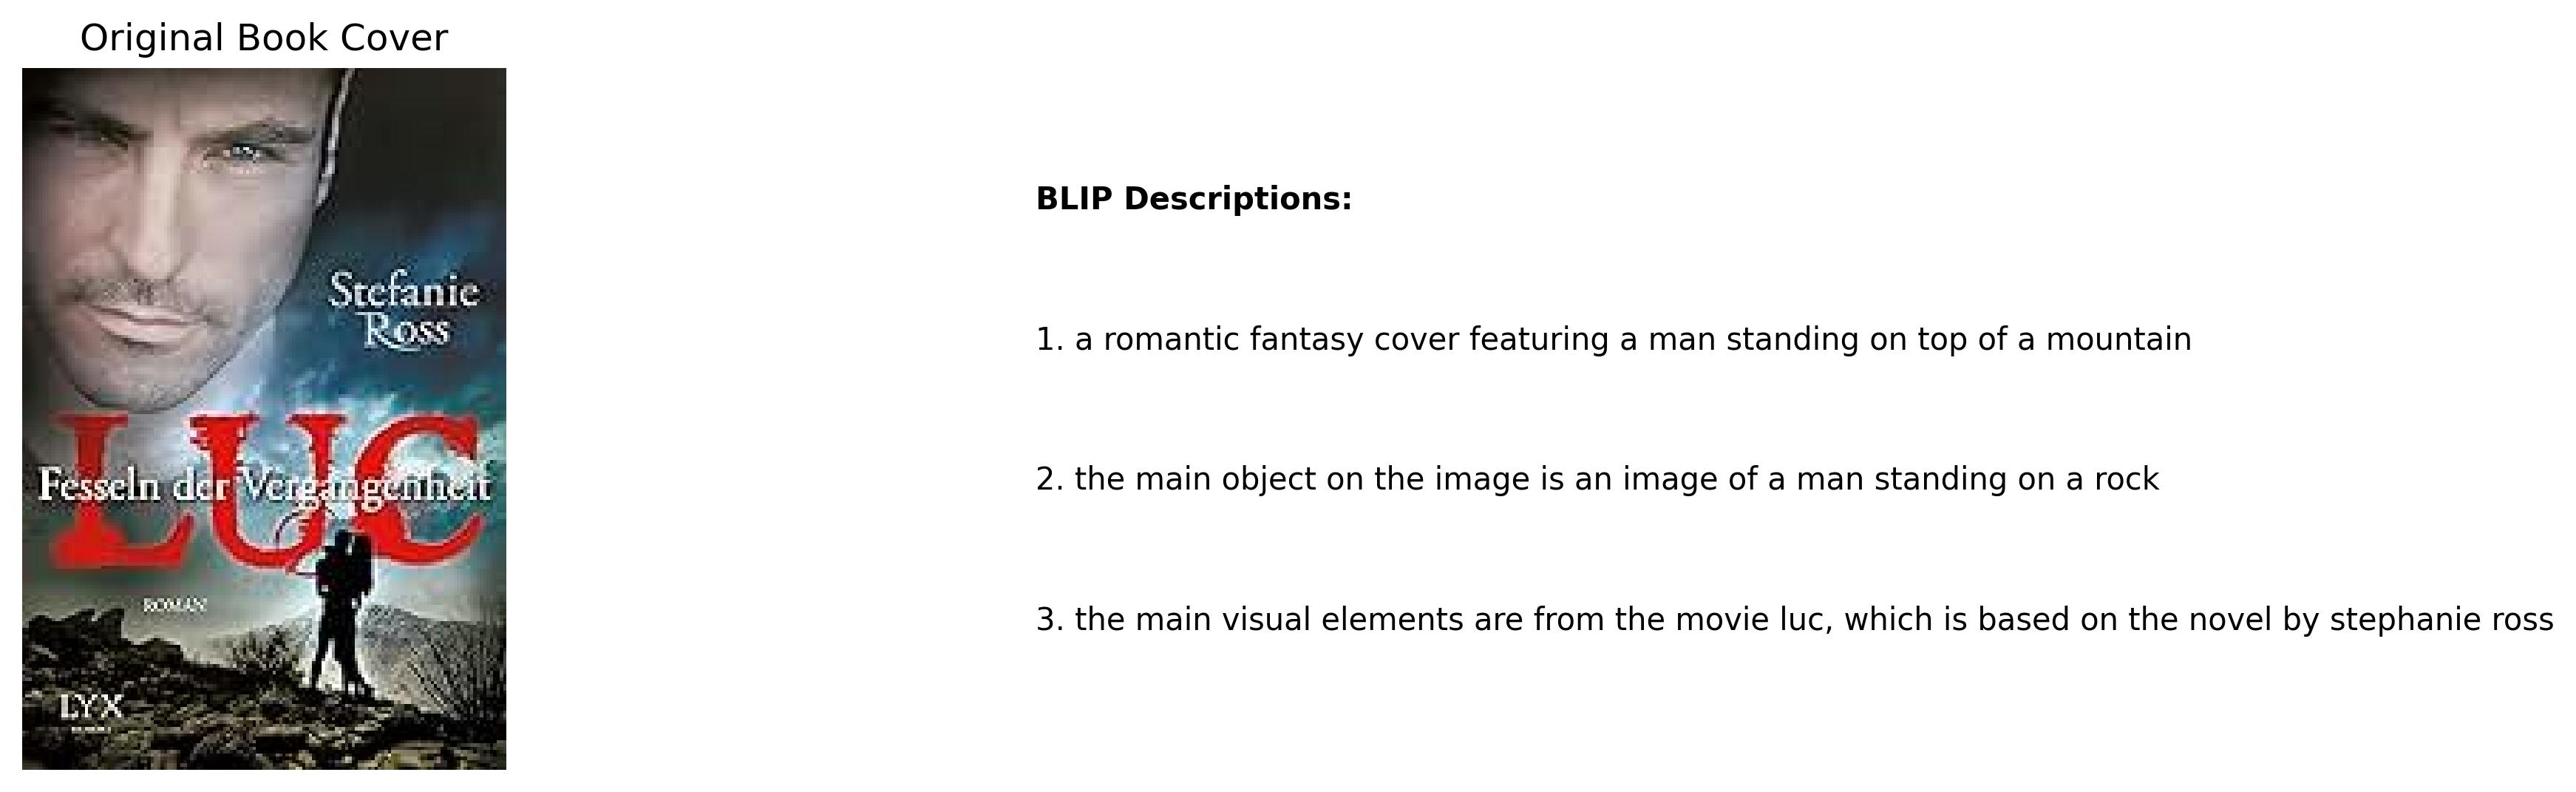 Original Book Cover
Stefanie
Ross
LUC
Fesseln der Vergangenheit
ROMAN
LYX
BLIP Descriptions:
1. a romantic fantasy cover featuring a man standing on top of a mountain
2. the main object on the image is an image of a man standing on a rock
3. the main visual elements are from the movie luc, which is based on the novel by stephanie ross